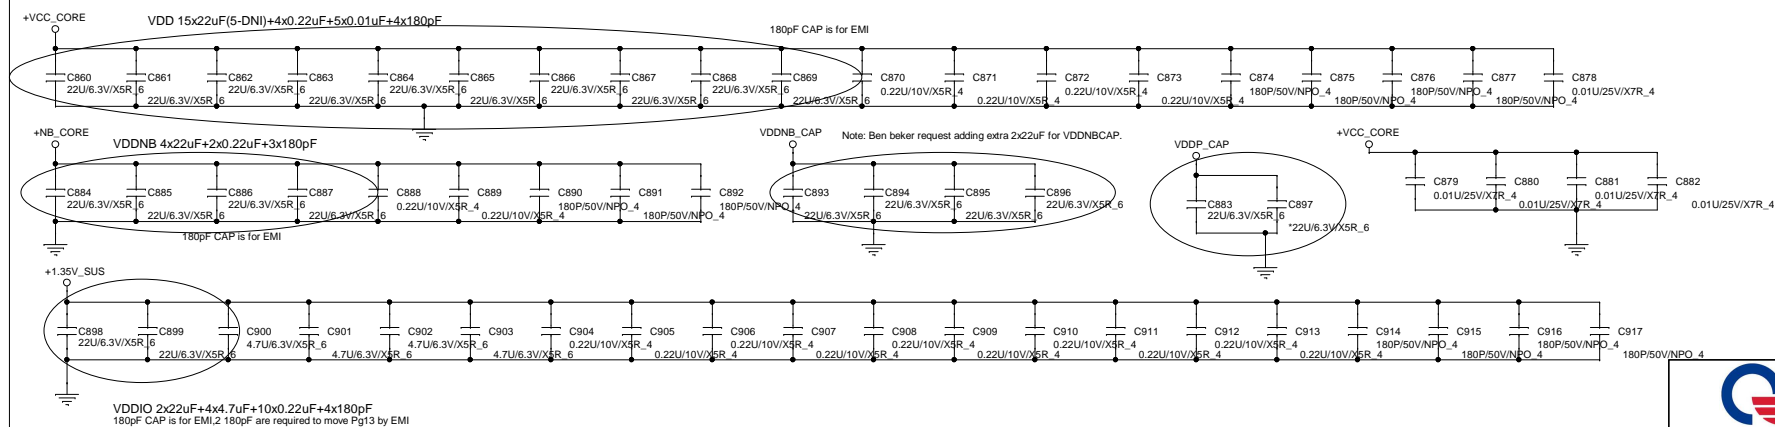 +VCC_CORE
VDD 15x22uF(5-DNI)+4x0.22uF+5x0.01uF+4x180pF
180pF CAP is for EMI
C860
22U/6.3V/X5R_6
C861
22U/6.3V/X5R_6
C862
22U/6.3V/X5R_6
C863
22U/6.3V/X5R_6
C864
22U/6.3V/X5R_6
C865
22U/6.3V/X5R_6
C866
22U/6.3V/X5R_6
C867
22U/6.3V/X5R_6
C868
22U/6.3V/X5R_6
C869
22U/6.3V/X5R_6
C870
0.22U/10V/X5R_4
C871
0.22U/10V/X5R_4
C872
0.22U/10V/X5R_4
C873
0.22U/10V/X5R_4
C874
180P/50V/NPO_4
C875
180P/50V/NPO_4
C876
180P/50V/NPO_4
C877
180P/50V/NPO_4
C878
0.01U/25V/X7R_4
+NB_CORE
VDDNB 4x22uF+2x0.22uF+3x180pF
C884
22U/6.3V/X5R_6
C885
22U/6.3V/X5R_6
C886
22U/6.3V/X5R_6
C887
22U/6.3V/X5R_6
C888
0.22U/10V/X5R_4
C889
0.22U/10V/X5R_4
C890
180P/50V/NPO_4
C891
180P/50V/NPO_4
C892
180P/50V/NPO_4
180pF CAP is for EMI
VDDNB_CAP
Note: Ben beker request adding extra 2x22uF for VDDNBCAP.
C893
22U/6.3V/X5R_6
C894
22U/6.3V/X5R_6
C895
22U/6.3V/X5R_6
C896
22U/6.3V/X5R_6
VDDP_CAP
C883
22U/6.3V/X5R_6
C897
*22U/6.3V/X5R_6
+VCC_CORE
C879
0.01U/25V/X7R_4
C880
0.01U/25V/X7R_4
C881
0.01U/25V/X7R_4
C882
0.01U/25V/X7R_4
+1.35V_SUS
C898
22U/6.3V/X5R_6
C899
22U/6.3V/X5R_6
C900
4.7U/6.3V/X5R_6
C901
4.7U/6.3V/X5R_6
C902
4.7U/6.3V/X5R_6
C903
4.7U/6.3V/X5R_6
C904
0.22U/10V/X5R_4
C905
0.22U/10V/X5R_4
C906
0.22U/10V/X5R_4
C907
0.22U/10V/X5R_4
C908
0.22U/10V/X5R_4
C909
0.22U/10V/X5R_4
C910
0.22U/10V/X5R_4
C911
0.22U/10V/X5R_4
C912
0.22U/10V/X5R_4
C913
0.22U/10V/X5R_4
C914
180P/50V/NPO_4
C915
180P/50V/NPO_4
C916
180P/50V/NPO_4
C917
180P/50V/NPO_4
VDDIO 2x22uF+4x4.7uF+10x0.22uF+4x180pF
180pF CAP is for EMI,2 180pF are required to move Pg13 by EMI